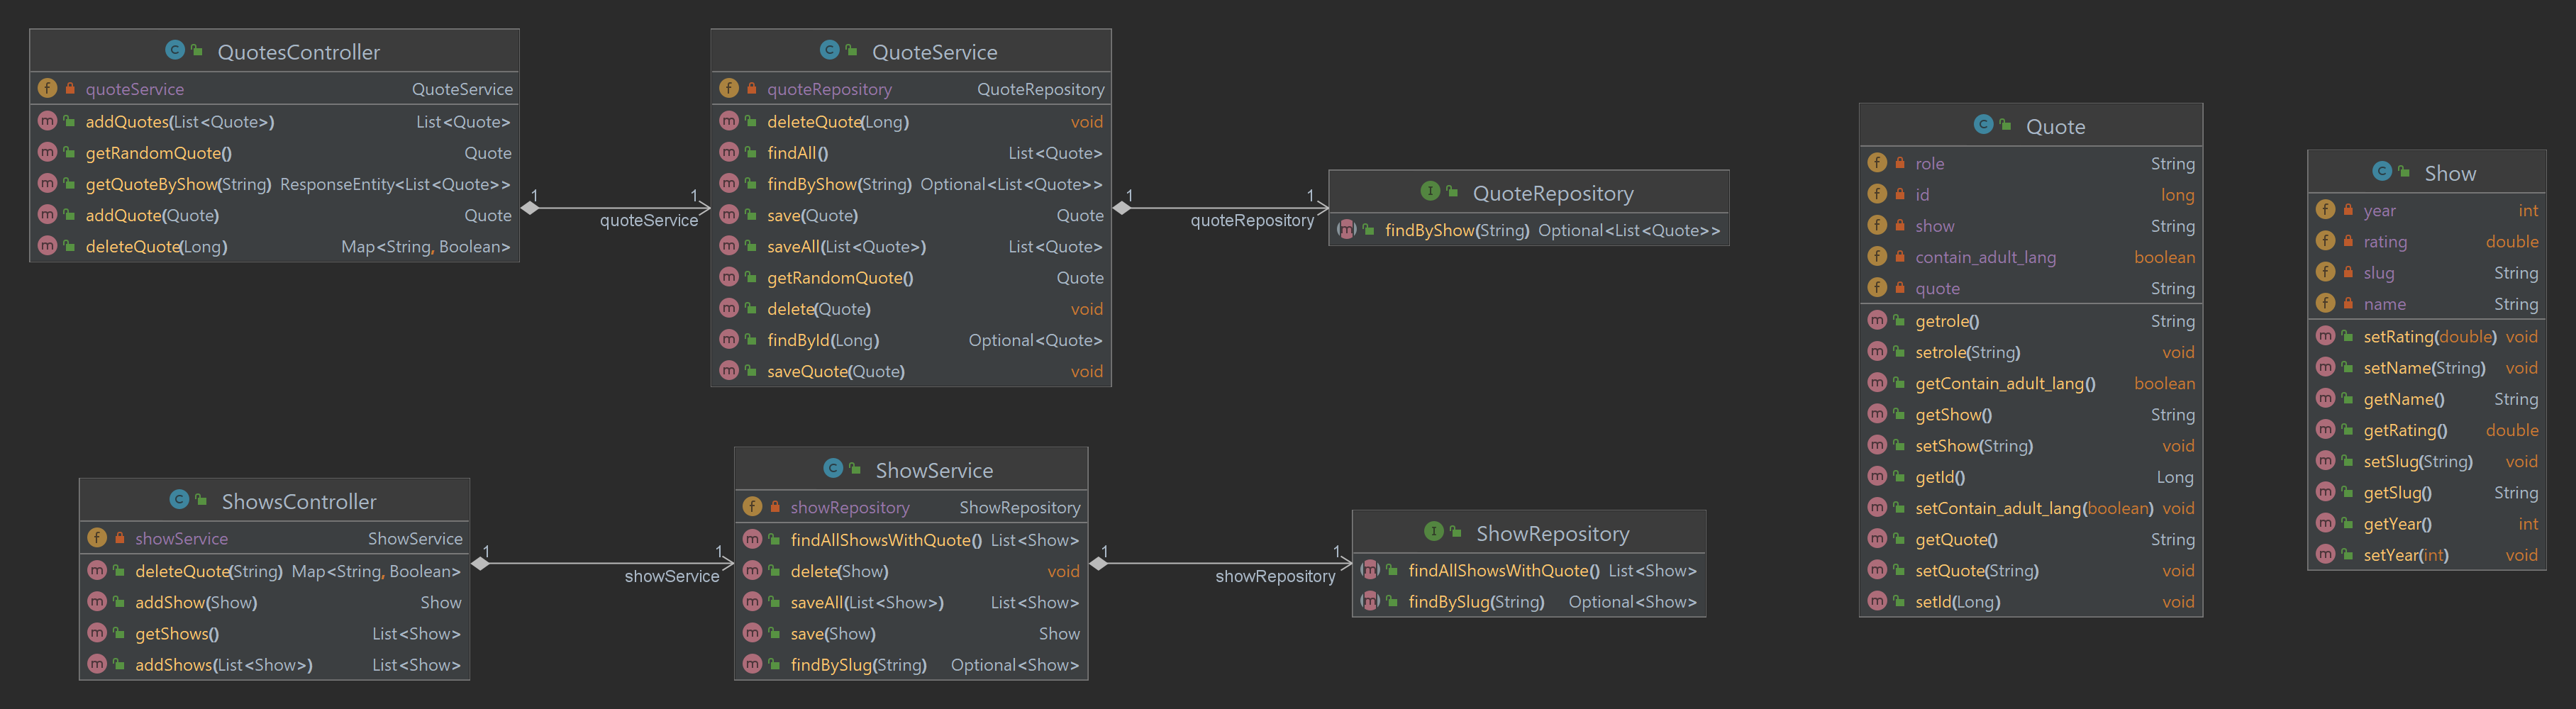 QuotesController
quoteService QuoteService
addQuotes(List<Quote>) List<Quote>
getRandomQuote() Quote
getQuoteByShow(String) ResponseEntity<List<Quote>>
addQuote(Quote) Quote
deleteQuote(Long) Map<String, Boolean>
1 1
quoteService
QuoteService
quoteRepository QuoteRepository
deleteQuote(Long) void
findAll() List<Quote>
findByShow(String) Optional<List<Quote>>
save(Quote) Quote
saveAll(List<Quote>) List<Quote>
getRandomQuote() Quote
delete(Quote) void
findById(Long) Optional<Quote>
saveQuote(Quote) void
1 1
quoteRepository
QuoteRepository
findByShow(String) Optional<List<Quote>>
Quote
role String
id long
show String
contain_adult_lang boolean
quote String
getrole() String
setrole(String) void
getContain_adult_lang() boolean
getShow() String
setShow(String) void
getId() Long
setContain_adult_lang(boolean) void
getQuote() String
setQuote(String) void
setId(Long) void
Show
year int
rating double
slug String
name String
setRating(double) void
setName(String) void
getName() String
getRating() double
setSlug(String) void
getSlug() String
getYear() int
setYear(int) void
ShowsController
showService ShowService
deleteQuote(String) Map<String, Boolean>
addShow(Show) Show
getShows() List<Show>
addShows(List<Show>) List<Show>
1 1
showService
ShowService
showRepository ShowRepository
findAllShowsWithQuote() List<Show>
delete(Show) void
saveAll(List<Show>) List<Show>
save(Show) Show
findBySlug(String) Optional<Show>
1 1
showRepository
ShowRepository
findAllShowsWithQuote() List<Show>
findBySlug(String) Optional<Show>